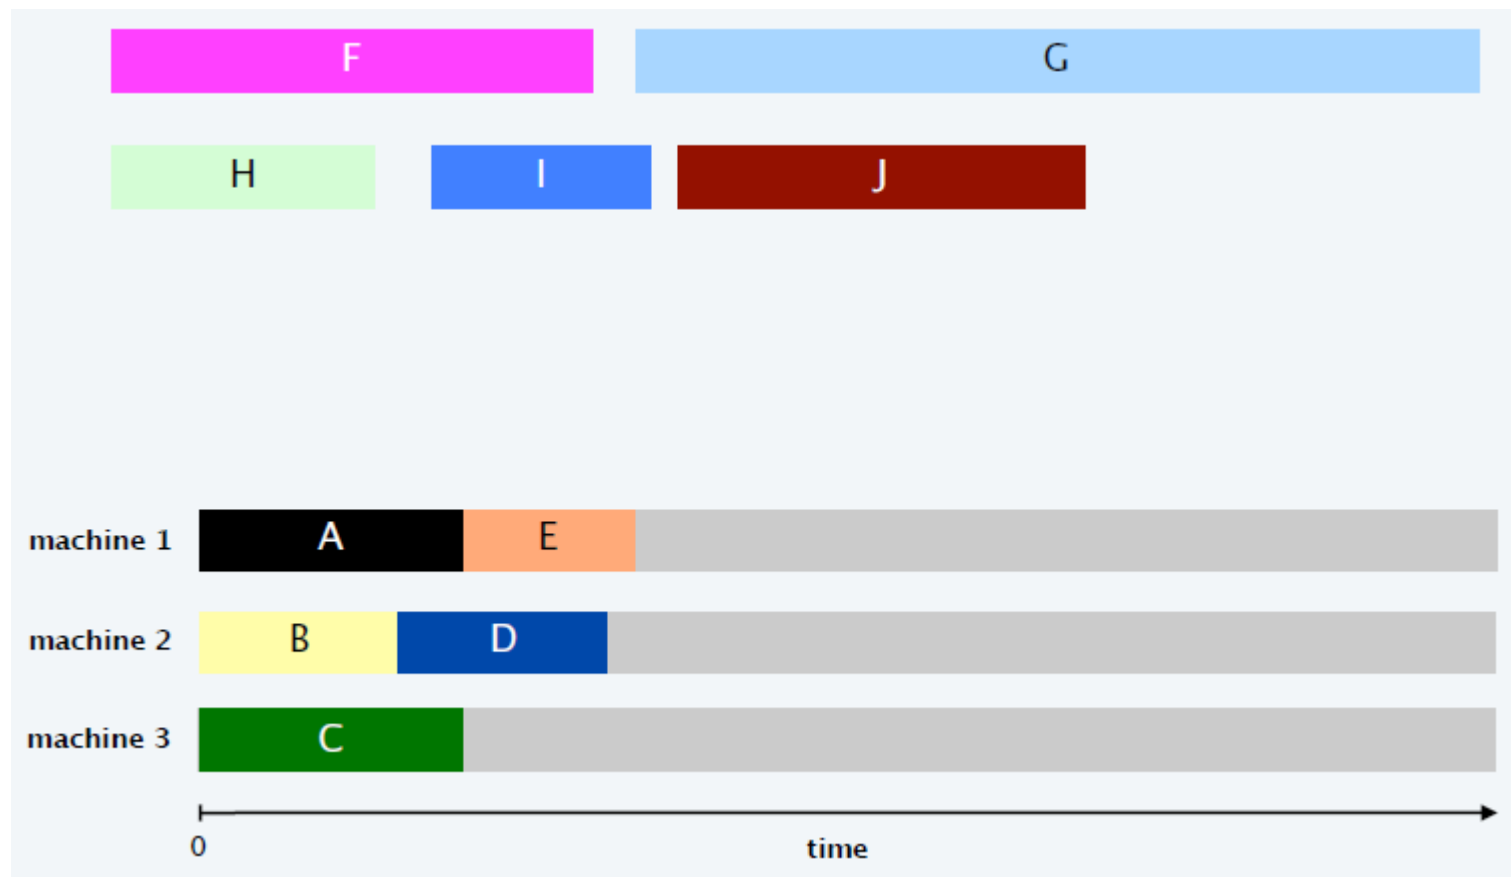 F G
H I J
machine 1 A E
machine 2 B D
machine 3 C
0 time